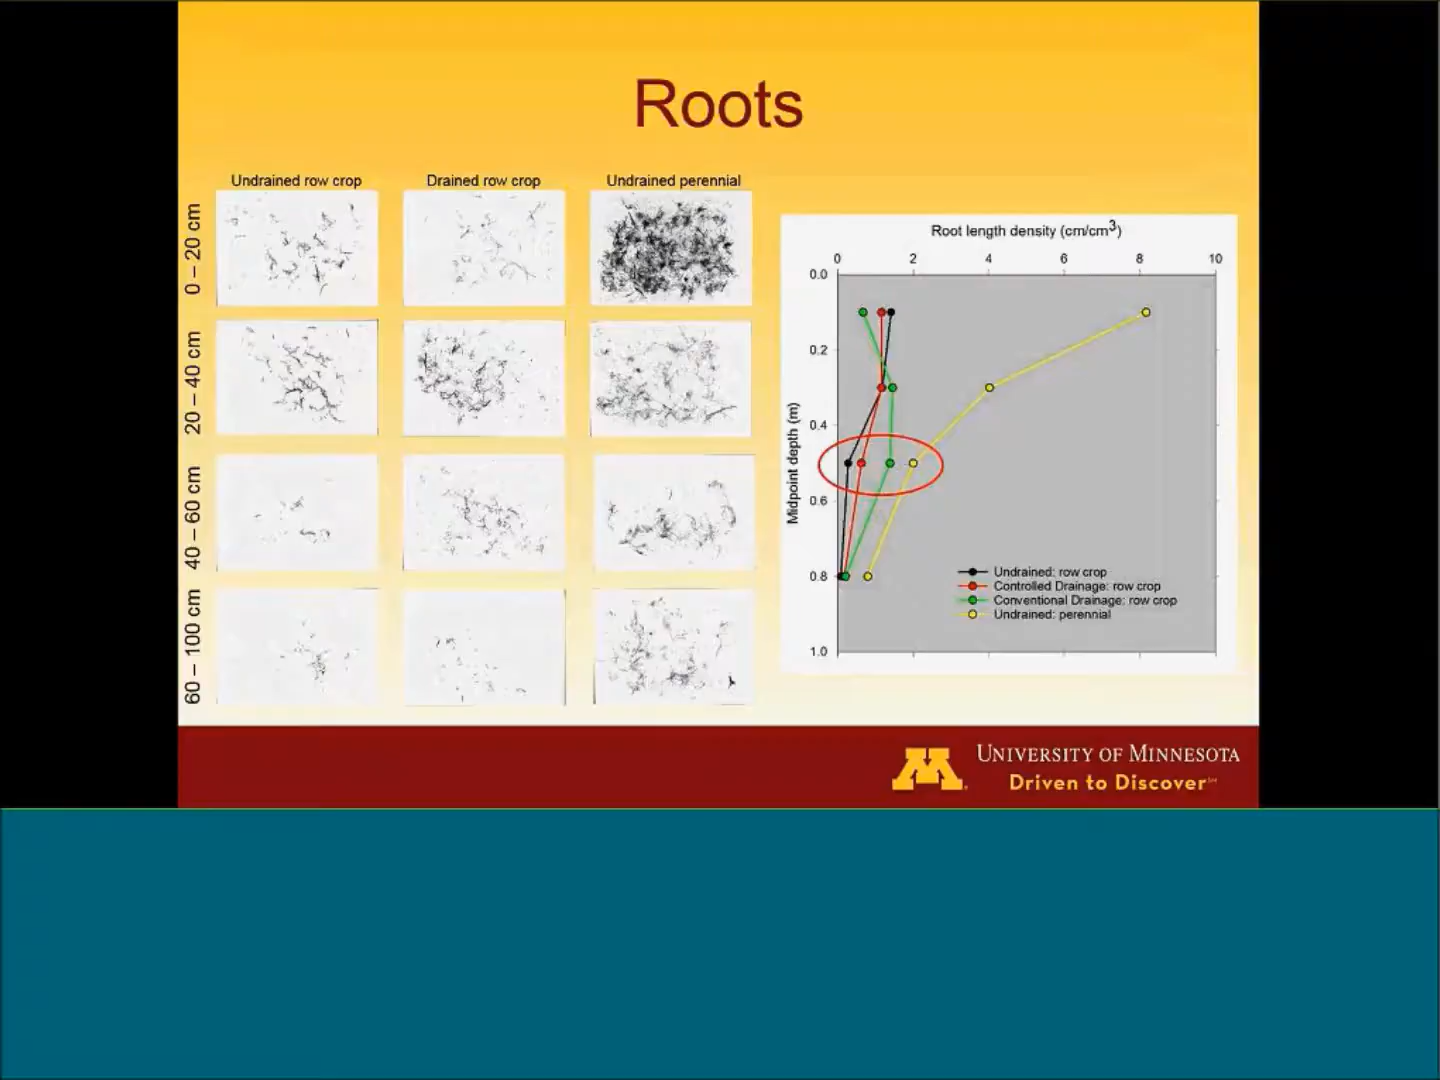 Roots
Undrained row crop
Drained row crop
Undrained perennial
0 – 20 cm
20 – 40 cm
40 – 60 cm
60 – 100 cm
Root length density (cm/cm³)
0 2 4 6 8 10
0.0
0.2
0.4
0.6
0.8
1.0
Midpoint depth (m)
Undrained: row crop
Controlled Drainage: row crop
Conventional Drainage: row crop
Undrained: perennial
M
UNIVERSITY OF MINNESOTA
Driven to Discover℠